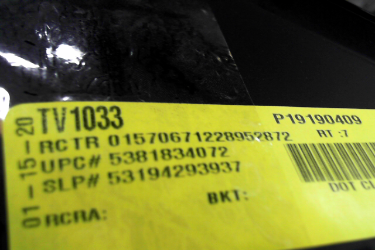 01-15-20
TV1033
P19190409
RCTR 01570671228952872 RT :7
UPC# 5381834072
SLP# 53194293937
BKT:
RCRA:
DOT CL